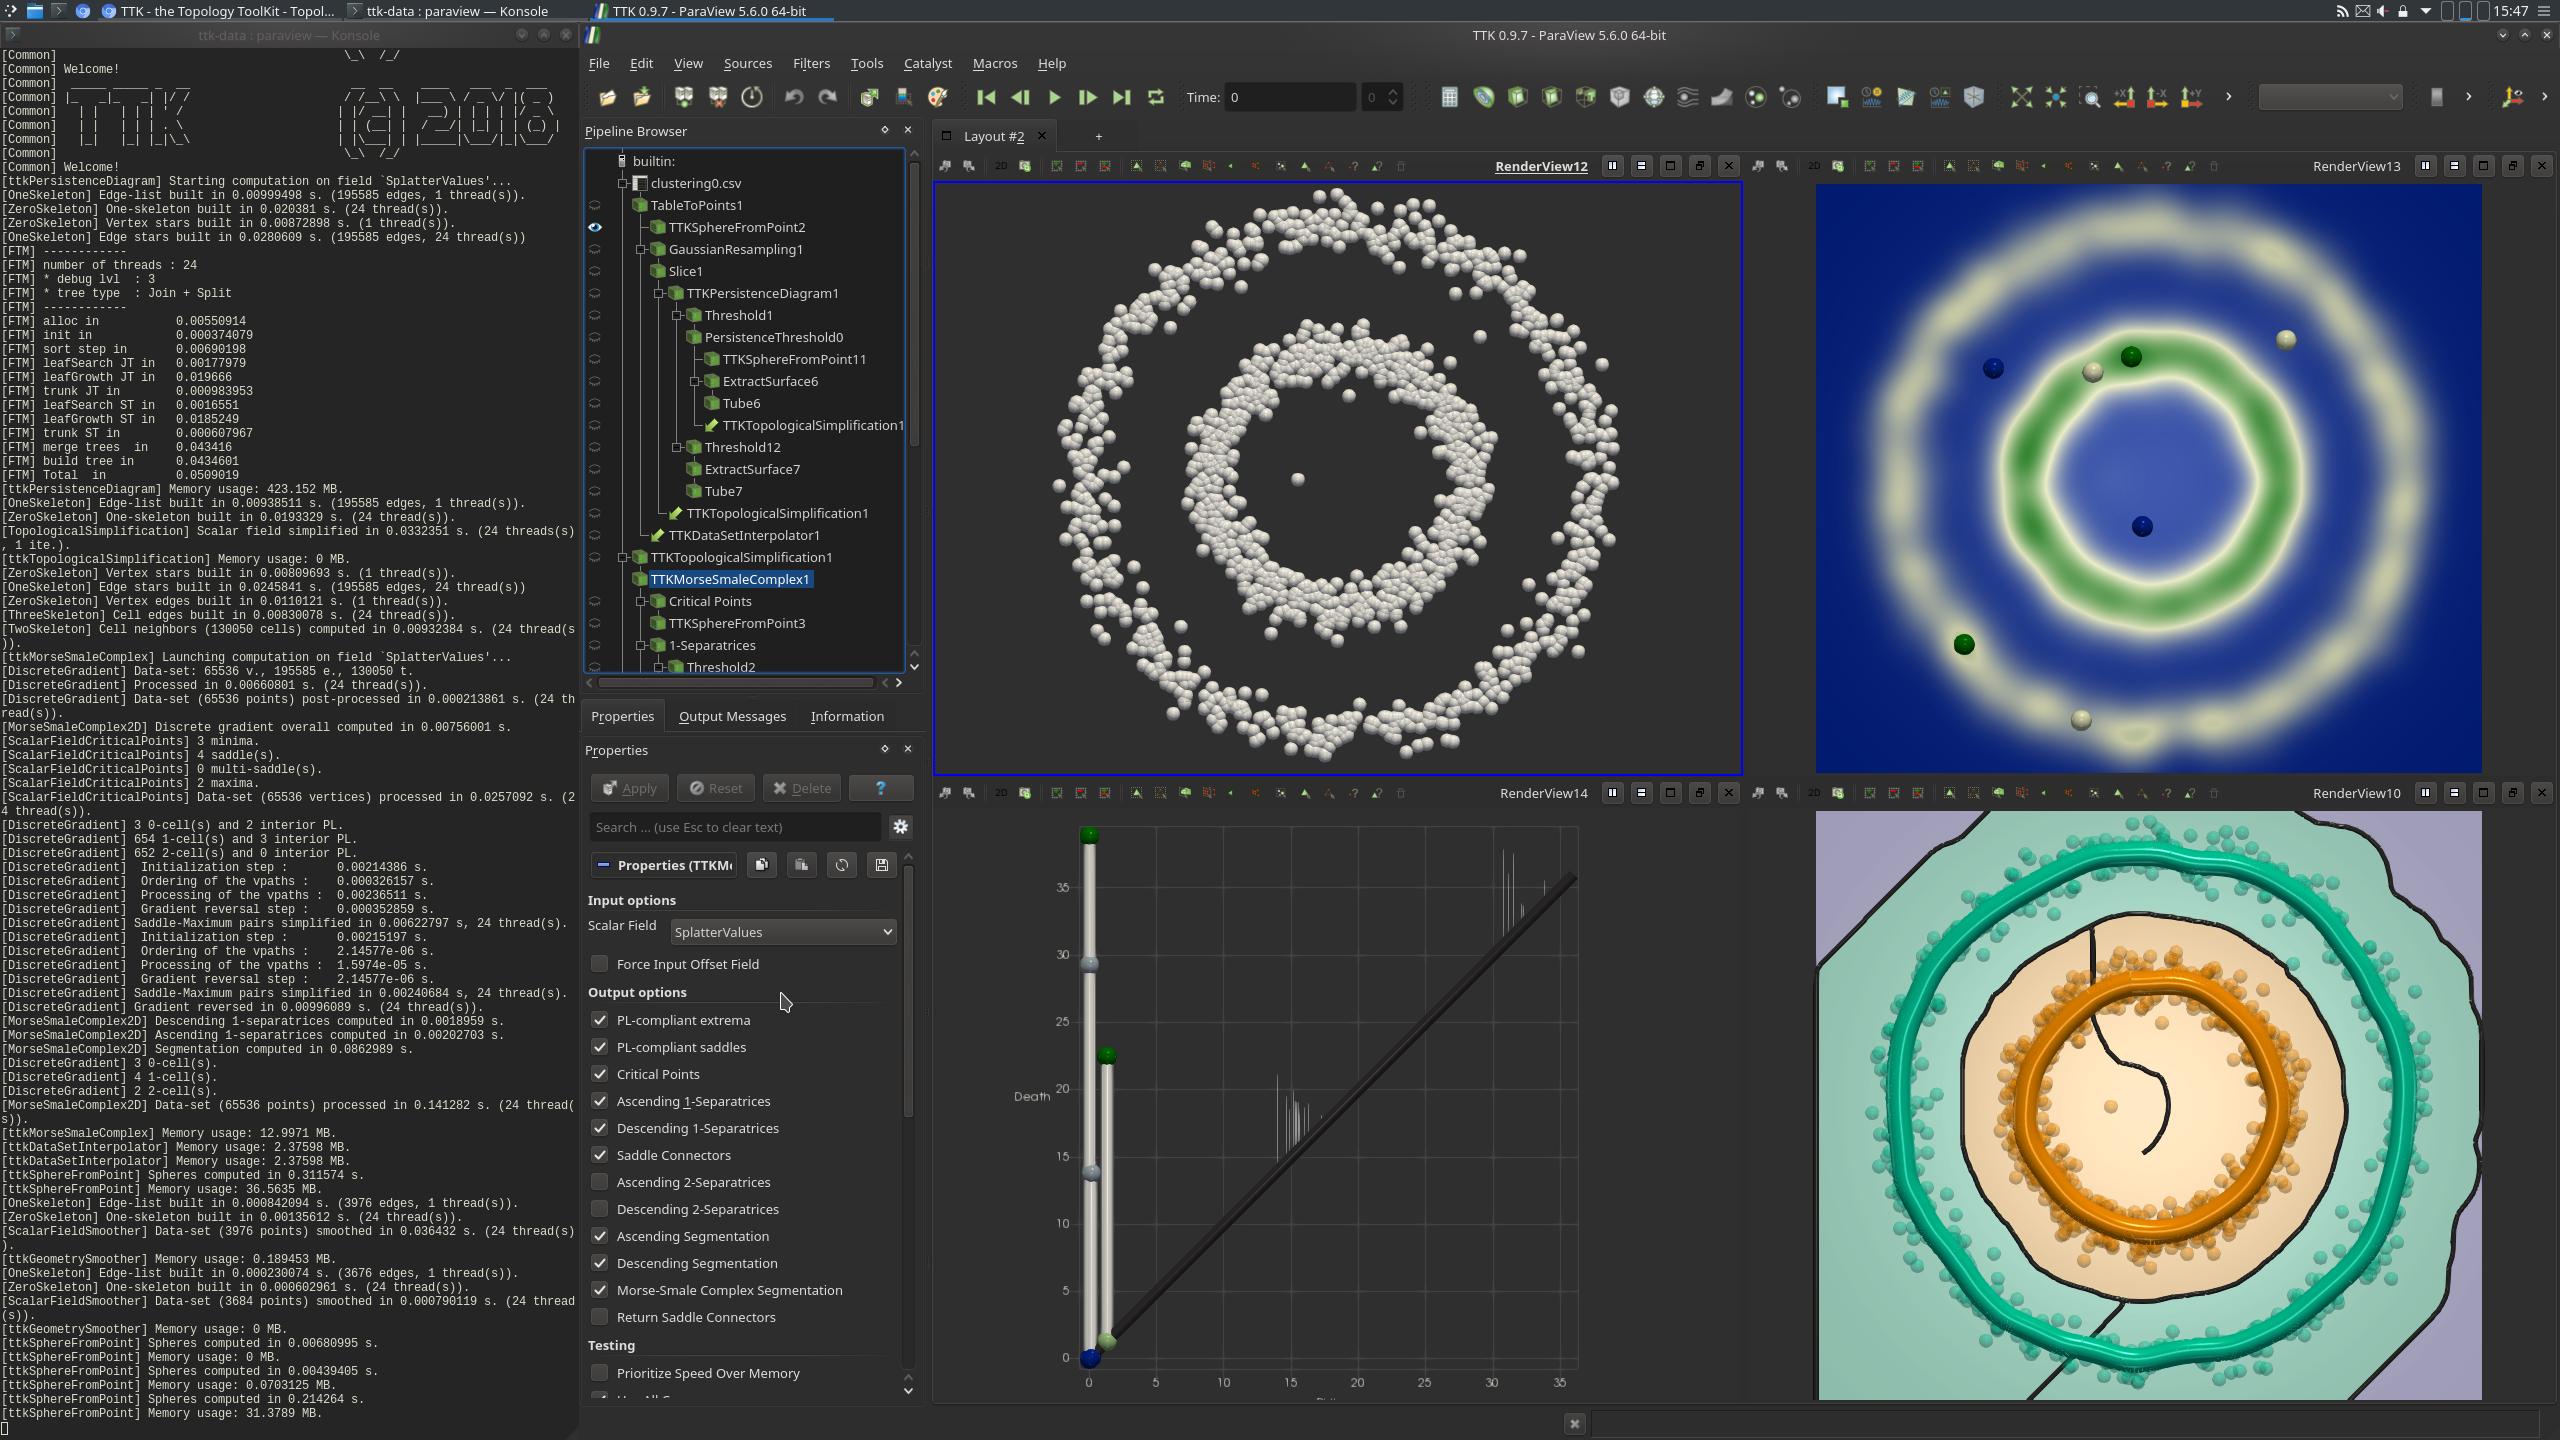 TTK - the Topology ToolKit - Topol...
ttk-data : paraview — Konsole
TTK 0.9.7 - ParaView 5.6.0 64-bit
15:47
ttk-data : paraview — Konsole
[Common]
[Common] Welcome!
[Common]
[Common]
[Common]
[Common]
[Common]
[Common]
[Common] Welcome!
[ttkPersistenceDiagram] Starting computation on field `SplatterValues'...
[OneSkeleton] Edge-list built in 0.00999498 s. (195585 edges, 1 thread(s)).
[ZeroSkeleton] One-skeleton built in 0.020381 s. (24 thread(s)).
[ZeroSkeleton] Vertex stars built in 0.00872898 s. (1 thread(s)).
[OneSkeleton] Edge stars built in 0.0280609 s. (195585 edges, 24 thread(s))
[FTM] ------------
[FTM] number of threads : 24
[FTM] * debug lvl  : 3
[FTM] * tree type  : Join + Split
[FTM] ------------
[FTM] alloc in           0.00550914
[FTM] init in            0.000374079
[FTM] sort step in       0.00690198
[FTM] leafSearch JT in   0.00177979
[FTM] leafGrowth JT in   0.019666
[FTM] trunk JT in        0.000983953
[FTM] leafSearch ST in   0.0016551
[FTM] leafGrowth ST in   0.0185249
[FTM] trunk ST in        0.000607967
[FTM] merge trees  in    0.043416
[FTM] build tree in      0.0434601
[FTM] Total  in          0.0509019
[ttkPersistenceDiagram] Memory usage: 423.152 MB.
[OneSkeleton] Edge-list built in 0.00938511 s. (195585 edges, 1 thread(s)).
[ZeroSkeleton] One-skeleton built in 0.0193329 s. (24 thread(s)).
[TopologicalSimplification] Scalar field simplified in 0.0332351 s. (24 threads(s)
, 1 ite.).
[ttkTopologicalSimplification] Memory usage: 0 MB.
[ZeroSkeleton] Vertex stars built in 0.00809693 s. (1 thread(s)).
[OneSkeleton] Edge stars built in 0.0245841 s. (195585 edges, 24 thread(s))
[ZeroSkeleton] Vertex edges built in 0.0110121 s. (1 thread(s)).
[ThreeSkeleton] Cell edges built in 0.00830078 s. (24 thread(s)).
[TwoSkeleton] Cell neighbors (130050 cells) computed in 0.00932384 s. (24 thread(s
)).
[ttkMorseSmaleComplex] Launching computation on field `SplatterValues'...
[DiscreteGradient] Data-set: 65536 v., 195585 e., 130050 t.
[DiscreteGradient] Processed in 0.00660801 s. (24 thread(s)).
[DiscreteGradient] Data-set (65536 points) post-processed in 0.000213861 s. (24 th
read(s)).
[MorseSmaleComplex2D] Discrete gradient overall computed in 0.00756001 s.
[ScalarFieldCriticalPoints] 3 minima.
[ScalarFieldCriticalPoints] 4 saddle(s).
[ScalarFieldCriticalPoints] 0 multi-saddle(s).
[ScalarFieldCriticalPoints] 2 maxima.
[ScalarFieldCriticalPoints] Data-set (65536 vertices) processed in 0.0257092 s. (2
4 thread(s)).
[DiscreteGradient] 3 0-cell(s) and 2 interior PL.
[DiscreteGradient] 654 1-cell(s) and 3 interior PL.
[DiscreteGradient] 652 2-cell(s) and 0 interior PL.
[DiscreteGradient]  Initialization step :       0.00214386 s.
[DiscreteGradient]  Ordering of the vpaths :    0.000326157 s.
[DiscreteGradient]  Processing of the vpaths :  0.00236511 s.
[DiscreteGradient]  Gradient reversal step :    0.000352859 s.
[DiscreteGradient] Saddle-Maximum pairs simplified in 0.00622797 s, 24 thread(s).
[DiscreteGradient]  Initialization step :       0.00215197 s.
[DiscreteGradient]  Ordering of the vpaths :    2.14577e-06 s.
[DiscreteGradient]  Processing of the vpaths :  1.5974e-05 s.
[DiscreteGradient]  Gradient reversal step :    2.14577e-06 s.
[DiscreteGradient] Saddle-Maximum pairs simplified in 0.00240684 s, 24 thread(s).
[DiscreteGradient] Gradient reversed in 0.00996089 s. (24 thread(s)).
[MorseSmaleComplex2D] Descending 1-separatrices computed in 0.0018959 s.
[MorseSmaleComplex2D] Ascending 1-separatrices computed in 0.00202703 s.
[MorseSmaleComplex2D] Segmentation computed in 0.0862989 s.
[DiscreteGradient] 3 0-cell(s).
[DiscreteGradient] 4 1-cell(s).
[DiscreteGradient] 2 2-cell(s).
[MorseSmaleComplex2D] Data-set (65536 points) processed in 0.141282 s. (24 thread(
s)).
[ttkMorseSmaleComplex] Memory usage: 12.9971 MB.
[ttkDataSetInterpolator] Memory usage: 2.37598 MB.
[ttkDataSetInterpolator] Memory usage: 2.37598 MB.
[ttkSphereFromPoint] Spheres computed in 0.311574 s.
[ttkSphereFromPoint] Memory usage: 36.5635 MB.
[OneSkeleton] Edge-list built in 0.000842094 s. (3976 edges, 1 thread(s)).
[ZeroSkeleton] One-skeleton built in 0.00135612 s. (24 thread(s)).
[ScalarFieldSmoother] Data-set (3976 points) smoothed in 0.036432 s. (24 thread(s)
).
[ttkGeometrySmoother] Memory usage: 0.189453 MB.
[OneSkeleton] Edge-list built in 0.000230074 s. (3676 edges, 1 thread(s)).
[ZeroSkeleton] One-skeleton built in 0.000602961 s. (24 thread(s)).
[ScalarFieldSmoother] Data-set (3684 points) smoothed in 0.000790119 s. (24 thread
(s)).
[ttkGeometrySmoother] Memory usage: 0 MB.
[ttkSphereFromPoint] Spheres computed in 0.00680995 s.
[ttkSphereFromPoint] Memory usage: 0 MB.
[ttkSphereFromPoint] Spheres computed in 0.00439405 s.
[ttkSphereFromPoint] Memory usage: 0.0703125 MB.
[ttkSphereFromPoint] Spheres computed in 0.214264 s.
[ttkSphereFromPoint] Memory usage: 31.3789 MB.
TTK 0.9.7 - ParaView 5.6.0 64-bit
File Edit View Sources Filters Tools Catalyst Macros Help
Time: 0 0
Pipeline Browser
builtin:
clustering0.csv
TableToPoints1
TTKSphereFromPoint2
GaussianResampling1
Slice1
TTKPersistenceDiagram1
Threshold1
PersistenceThreshold0
TTKSphereFromPoint11
ExtractSurface6
Tube6
TTKTopologicalSimplification1
Threshold12
ExtractSurface7
Tube7
TTKTopologicalSimplification1
TTKDataSetInterpolator1
TTKTopologicalSimplification1
TTKMorseSmaleComplex1
Critical Points
TTKSphereFromPoint3
1-Separatrices
Threshold2
Properties Output Messages Information
Properties
Apply Reset Delete ?
Search ... (use Esc to clear text)
Properties (TTKM
Input options
Scalar Field SplatterValues
Force Input Offset Field
Output options
PL-compliant extrema
PL-compliant saddles
Critical Points
Ascending 1-Separatrices
Descending 1-Separatrices
Saddle Connectors
Ascending 2-Separatrices
Descending 2-Separatrices
Ascending Segmentation
Descending Segmentation
Morse-Smale Complex Segmentation
Return Saddle Connectors
Testing
Prioritize Speed Over Memory
Layout #2 +
2D RenderView12
2D RenderView13
2D RenderView14
35
30
25
20
Death
15
10
5
0
0 5 10 15 20 25 30 35
2D RenderView10